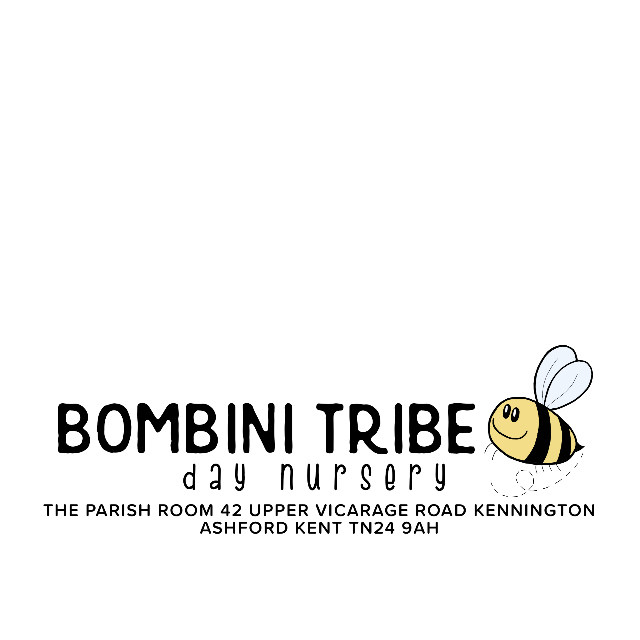 BOMBINI TRIBE
day nursery
THE PARISH ROOM 42 UPPER VICARAGE ROAD KENNINGTON
ASHFORD KENT TN24 9AH